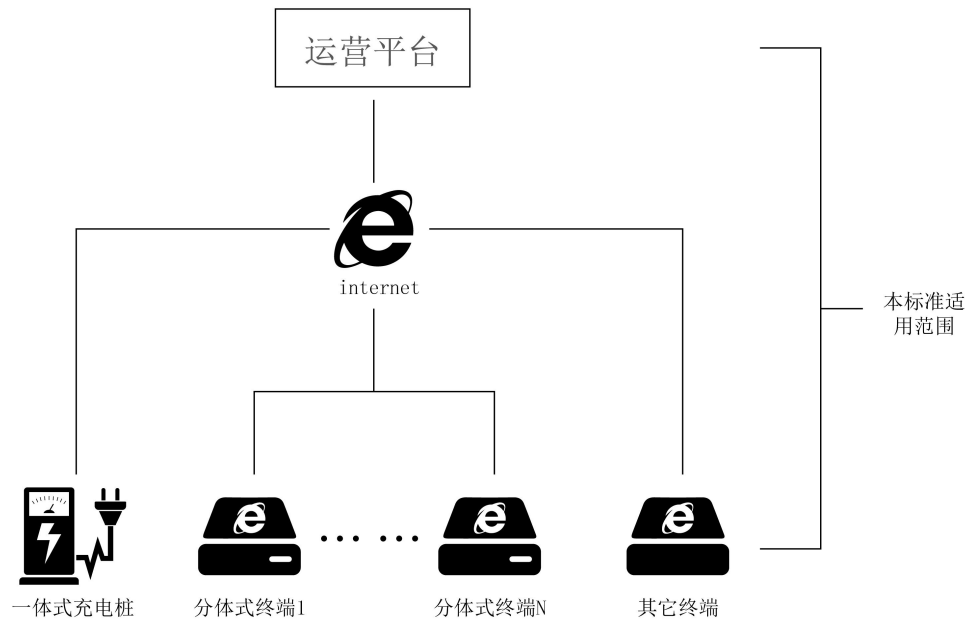 运营平台
internet
本标准适
用范围
一体式充电桩
分体式终端1
... ...
分体式终端N
其它终端